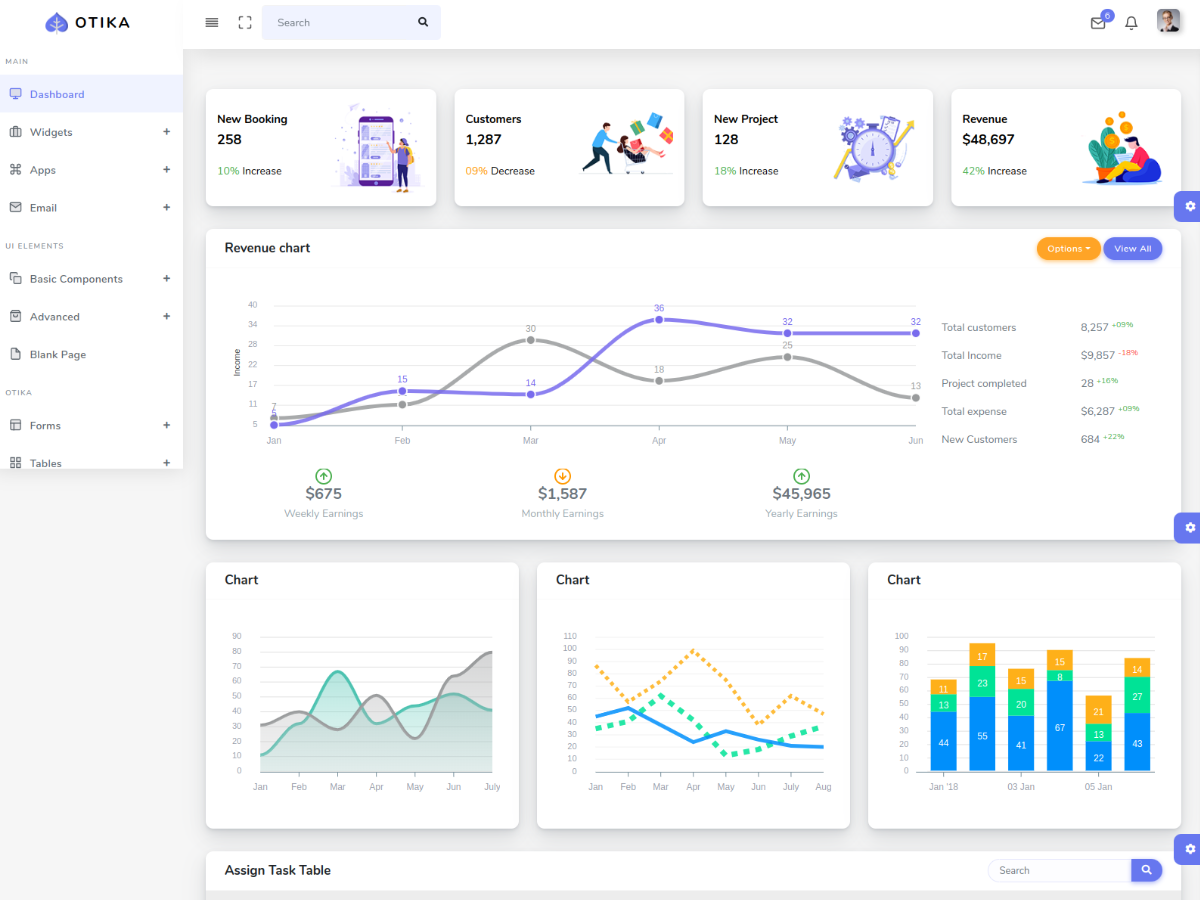 OTIKA
Search
6
MAIN
Dashboard
Widgets +
Apps +
Email +
UI ELEMENTS
Basic Components +
Advanced +
Blank Page
OTIKA
Forms +
Tables +
New Booking
258
10% Increase
Customers
1,287
09% Decrease
New Project
128
18% Increase
Revenue
$48,697
42% Increase
Revenue chart
Options
View All
Income
40
34
28
22
17
11
5
7
5
15
30
14
36
18
32
25
32
13
Jan Feb Mar Apr May Jun
Total customers 8,257 +09%
Total Income $9,857 -18%
Project completed 28 +16%
Total expense $6,287 +09%
New Customers 684 +22%
$675
Weekly Earnings
$1,587
Monthly Earnings
$45,965
Yearly Earnings
Chart
90
80
70
60
50
40
30
20
10
0
Jan Feb Mar Apr May Jun July
Chart
110
100
90
80
70
60
50
40
30
20
10
0
Jan Feb Mar Apr May Jun July Aug
Chart
100
90
80
70
60
50
40
30
20
10
0
11
13
44
17
23
55
15
20
41
15
8
67
21
13
22
14
27
43
Jan '18 03 Jan 05 Jan
Assign Task Table
Search